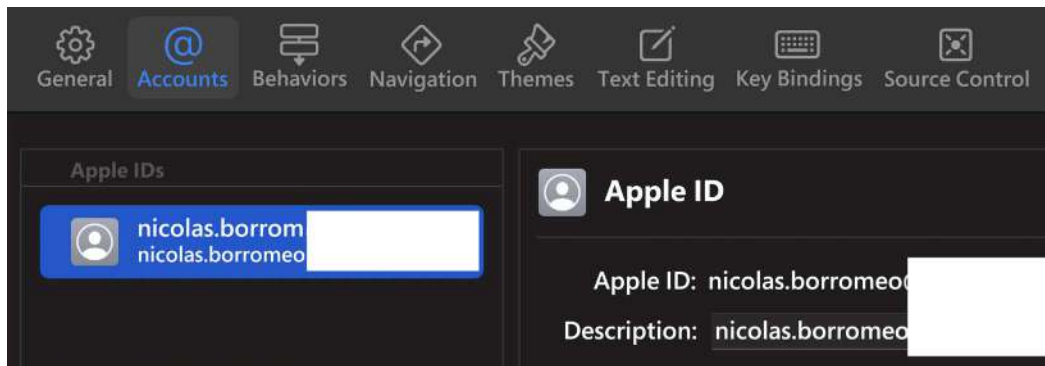 General Accounts Behaviors Navigation Themes Text Editing Key Bindings Source Control
Apple IDs
nicolas.borrom
nicolas.borromeo
Apple ID
Apple ID: nicolas.borromeo@
Description: nicolas.borromeo